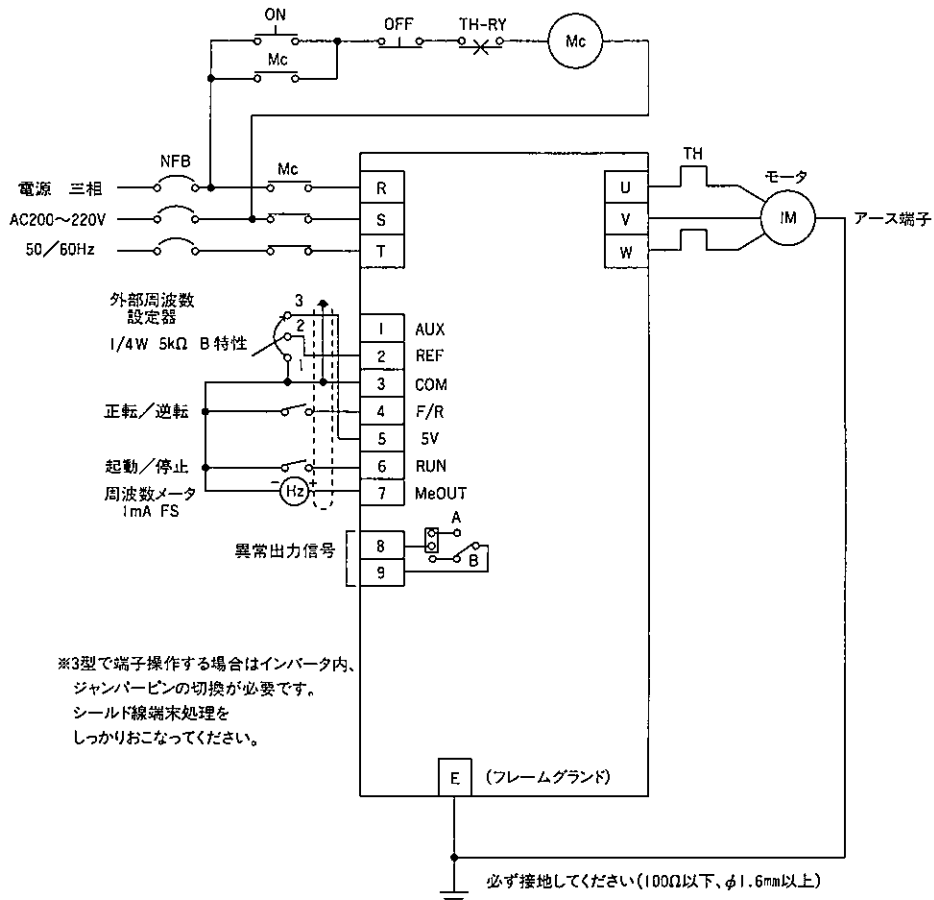 ON
OFF
TH-RY
Mc
Mc
NFB
Mc
TH
モータ
電源 三相
AC200～220V
50／60Hz
R
S
T
U
V
W
IM
アース端子
外部周波数
設定器
1/4W 5kΩ B特性
3
2
1
1 AUX
2 REF
3 COM
正転／逆転
4 F/R
5 5V
起動／停止
6 RUN
周波数メータ
1mA FS
− Hz +
7 MeOUT
異常出力信号
8
9
A
B
※3型で端子操作する場合はインバータ内、
ジャンパーピンの切換が必要です。
シールド線端末処理を
しっかりおこなってください。
E (フレームグランド)
必ず接地してください(100Ω以下、φ1.6mm以上)